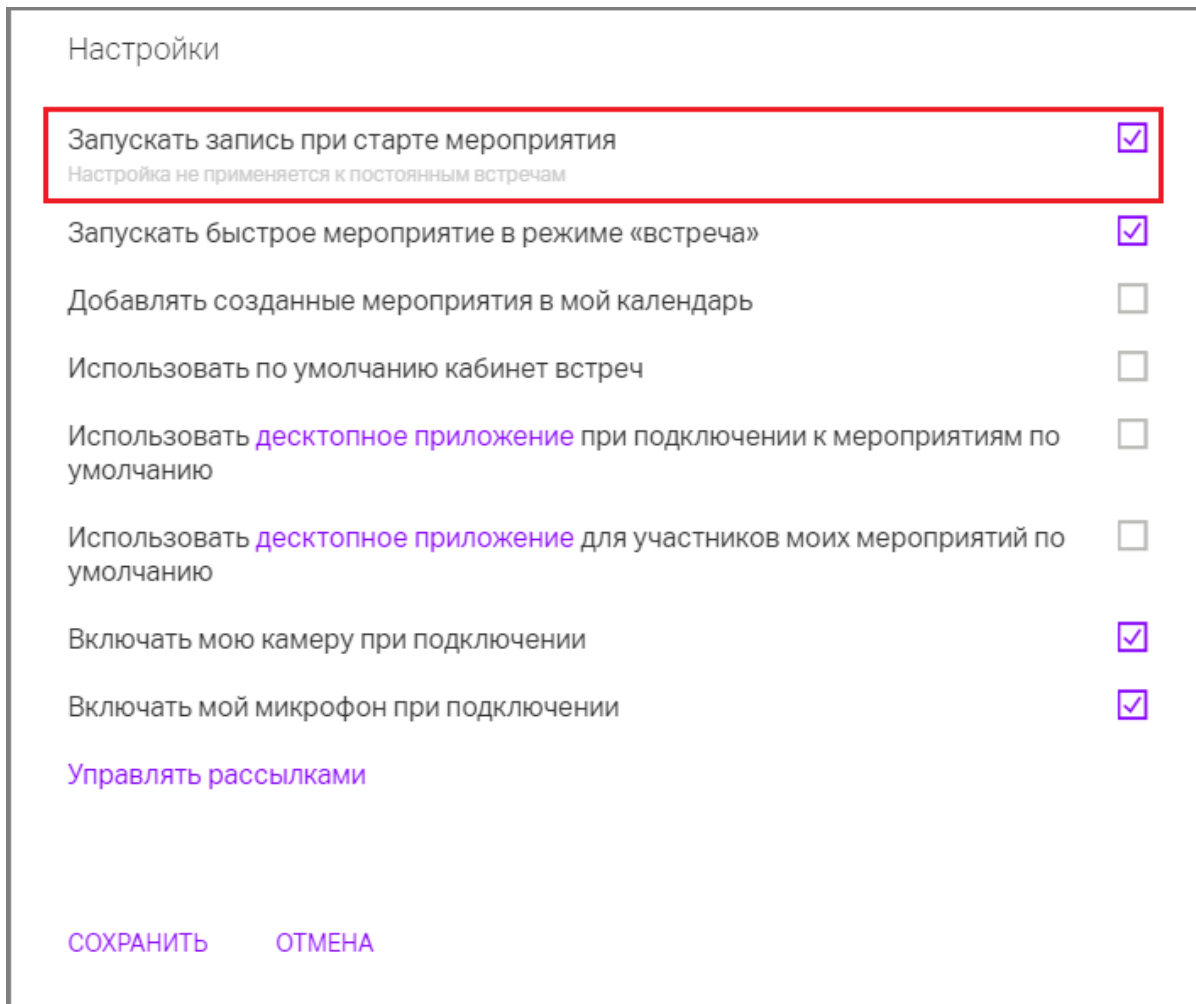 Настройки
Запускать запись при старте мероприятия
Настройка не применяется к постоянным встречам
Запускать быстрое мероприятие в режиме «встреча»
Добавлять созданные мероприятия в мой календарь
Использовать по умолчанию кабинет встреч
Использовать десктопное приложение при подключении к мероприятиям по
умолчанию
Использовать десктопное приложение для участников моих мероприятий по
умолчанию
Включать мою камеру при подключении
Включать мой микрофон при подключении
Управлять рассылками
СОХРАНИТЬ ОТМЕНА